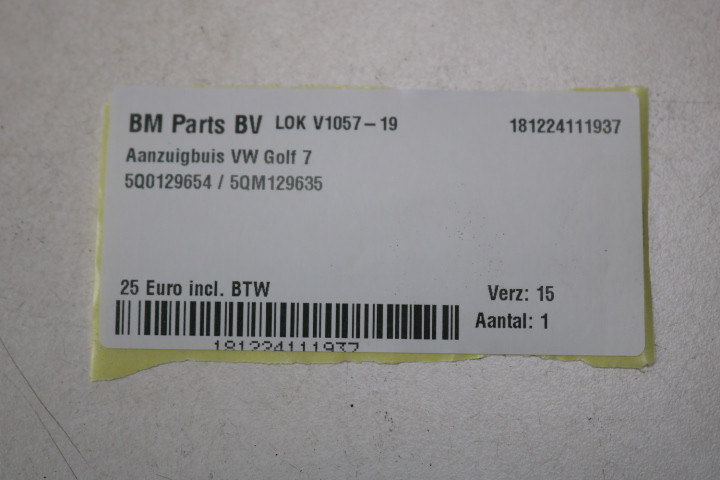 BM Parts BV LOK V1057-19 181224111937
Aanzuigbuis VW Golf 7
5Q0129654 / 5QM129635
25 Euro incl. BTW Verz: 15
Aantal: 1
181224111937